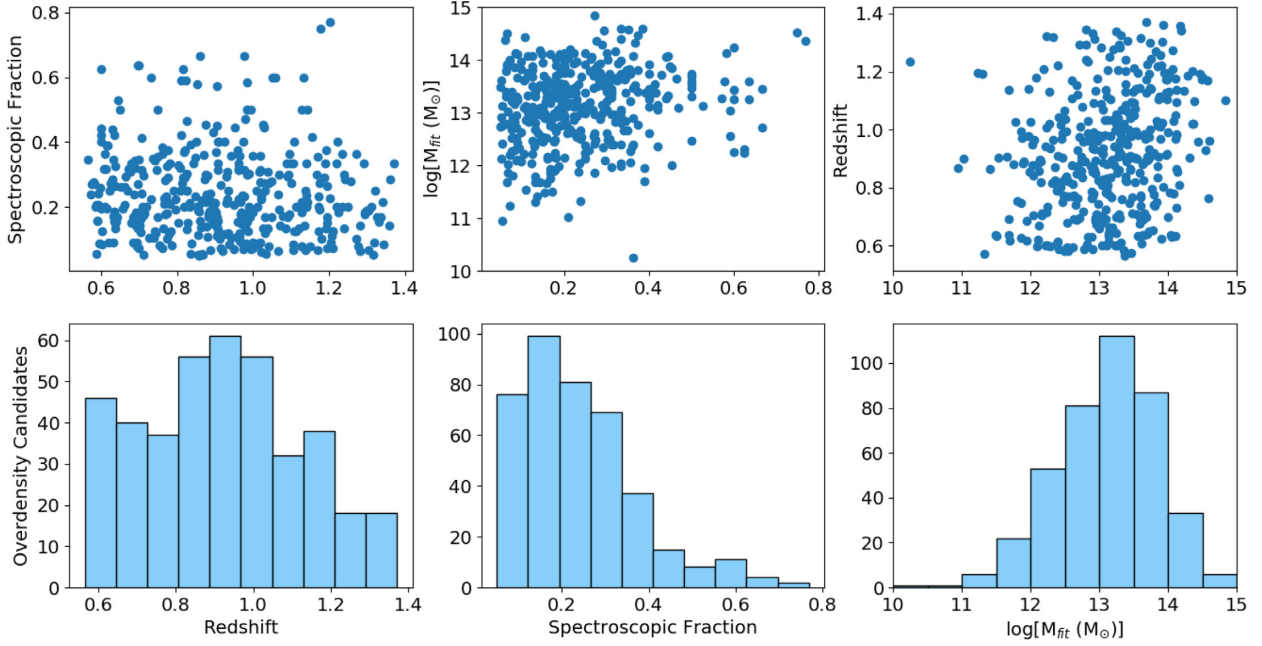 Spectroscopic Fraction
0.8
0.6
0.4
0.2
0.6 0.8 1.0 1.2 1.4
log[M_fit (M_⊙)]
15
14
13
12
11
10
0.2 0.4 0.6 0.8
Redshift
1.4
1.2
1.0
0.8
0.6
10 11 12 13 14 15
Overdensity Candidates
60
50
40
30
20
10
0
0.6 0.8 1.0 1.2 1.4
Redshift
100
80
60
40
20
0
0.2 0.4 0.6 0.8
Spectroscopic Fraction
100
80
60
40
20
0
10 11 12 13 14 15
log[M_fit (M_⊙)]